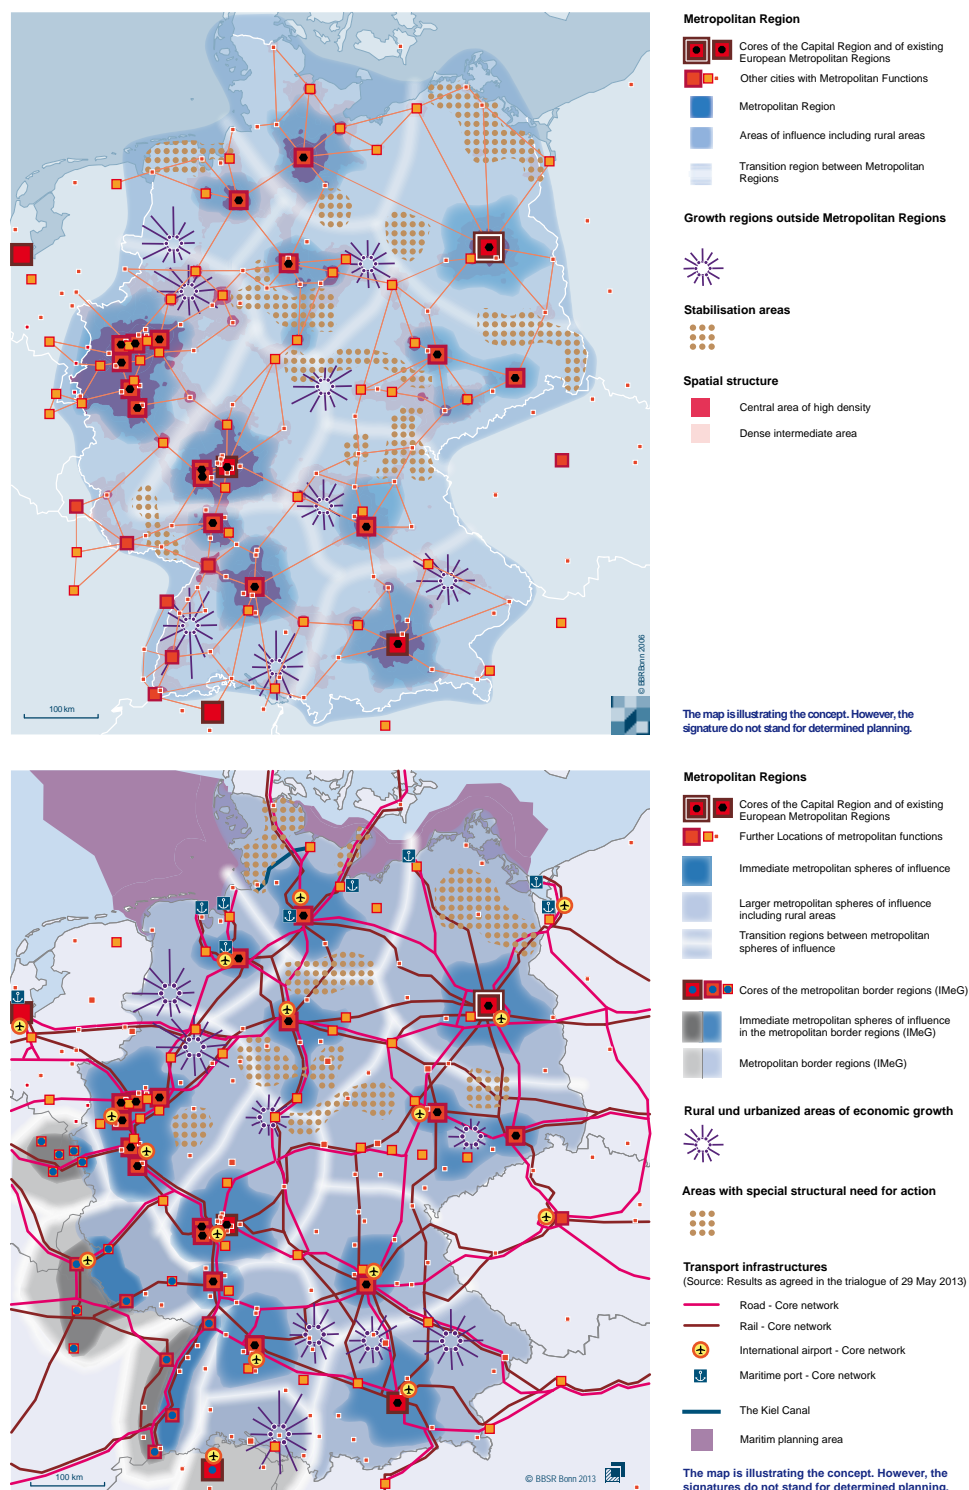 Metropolitan Region
Cores of the Capital Region and of existing
European Metropolitan Regions
Other cities with Metropolitan Functions
Metropolitan Region
Areas of influence including rural areas
Transition region between Metropolitan
Regions
Growth regions outside Metropolitan Regions
Stabilisation areas
Spatial structure
Central area of high density
Dense intermediate area
100 km
© BBR Bonn 2006
The map is illustrating the concept. However, the
signature do not stand for determined planning.
Metropolitan Regions
Cores of the Capital Region and of existing
European Metropolitan Regions
Further Locations of metropolitan functions
Immediate metropolitan spheres of influence
Larger metropolitan spheres of influence
including rural areas
Transition regions between metropolitan
spheres of influence
Cores of the metropolitan border regions (IMeG)
Immediate metropolitan spheres of influence
in the metropolitan border regions (IMeG)
Metropolitan border regions (IMeG)
Rural und urbanized areas of economic growth
Areas with special structural need for action
Transport infrastructures
(Source: Results as agreed in the trialogue of 29 May 2013)
Road - Core network
Rail - Core network
International airport - Core network
Maritime port - Core network
The Kiel Canal
Maritim planning area
100 km
© BBSR Bonn 2013
The map is illustrating the concept. However, the
signatures do not stand for determined planning.